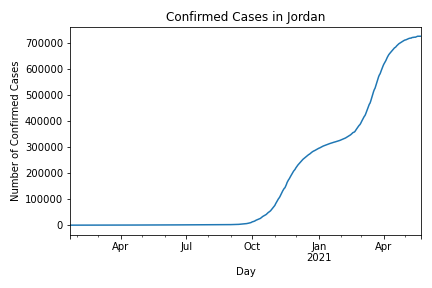 Confirmed Cases in Jordan
Number of Confirmed Cases
700000
600000
500000
400000
300000
200000
100000
0
Apr Jul Oct Jan Apr
2021
Day